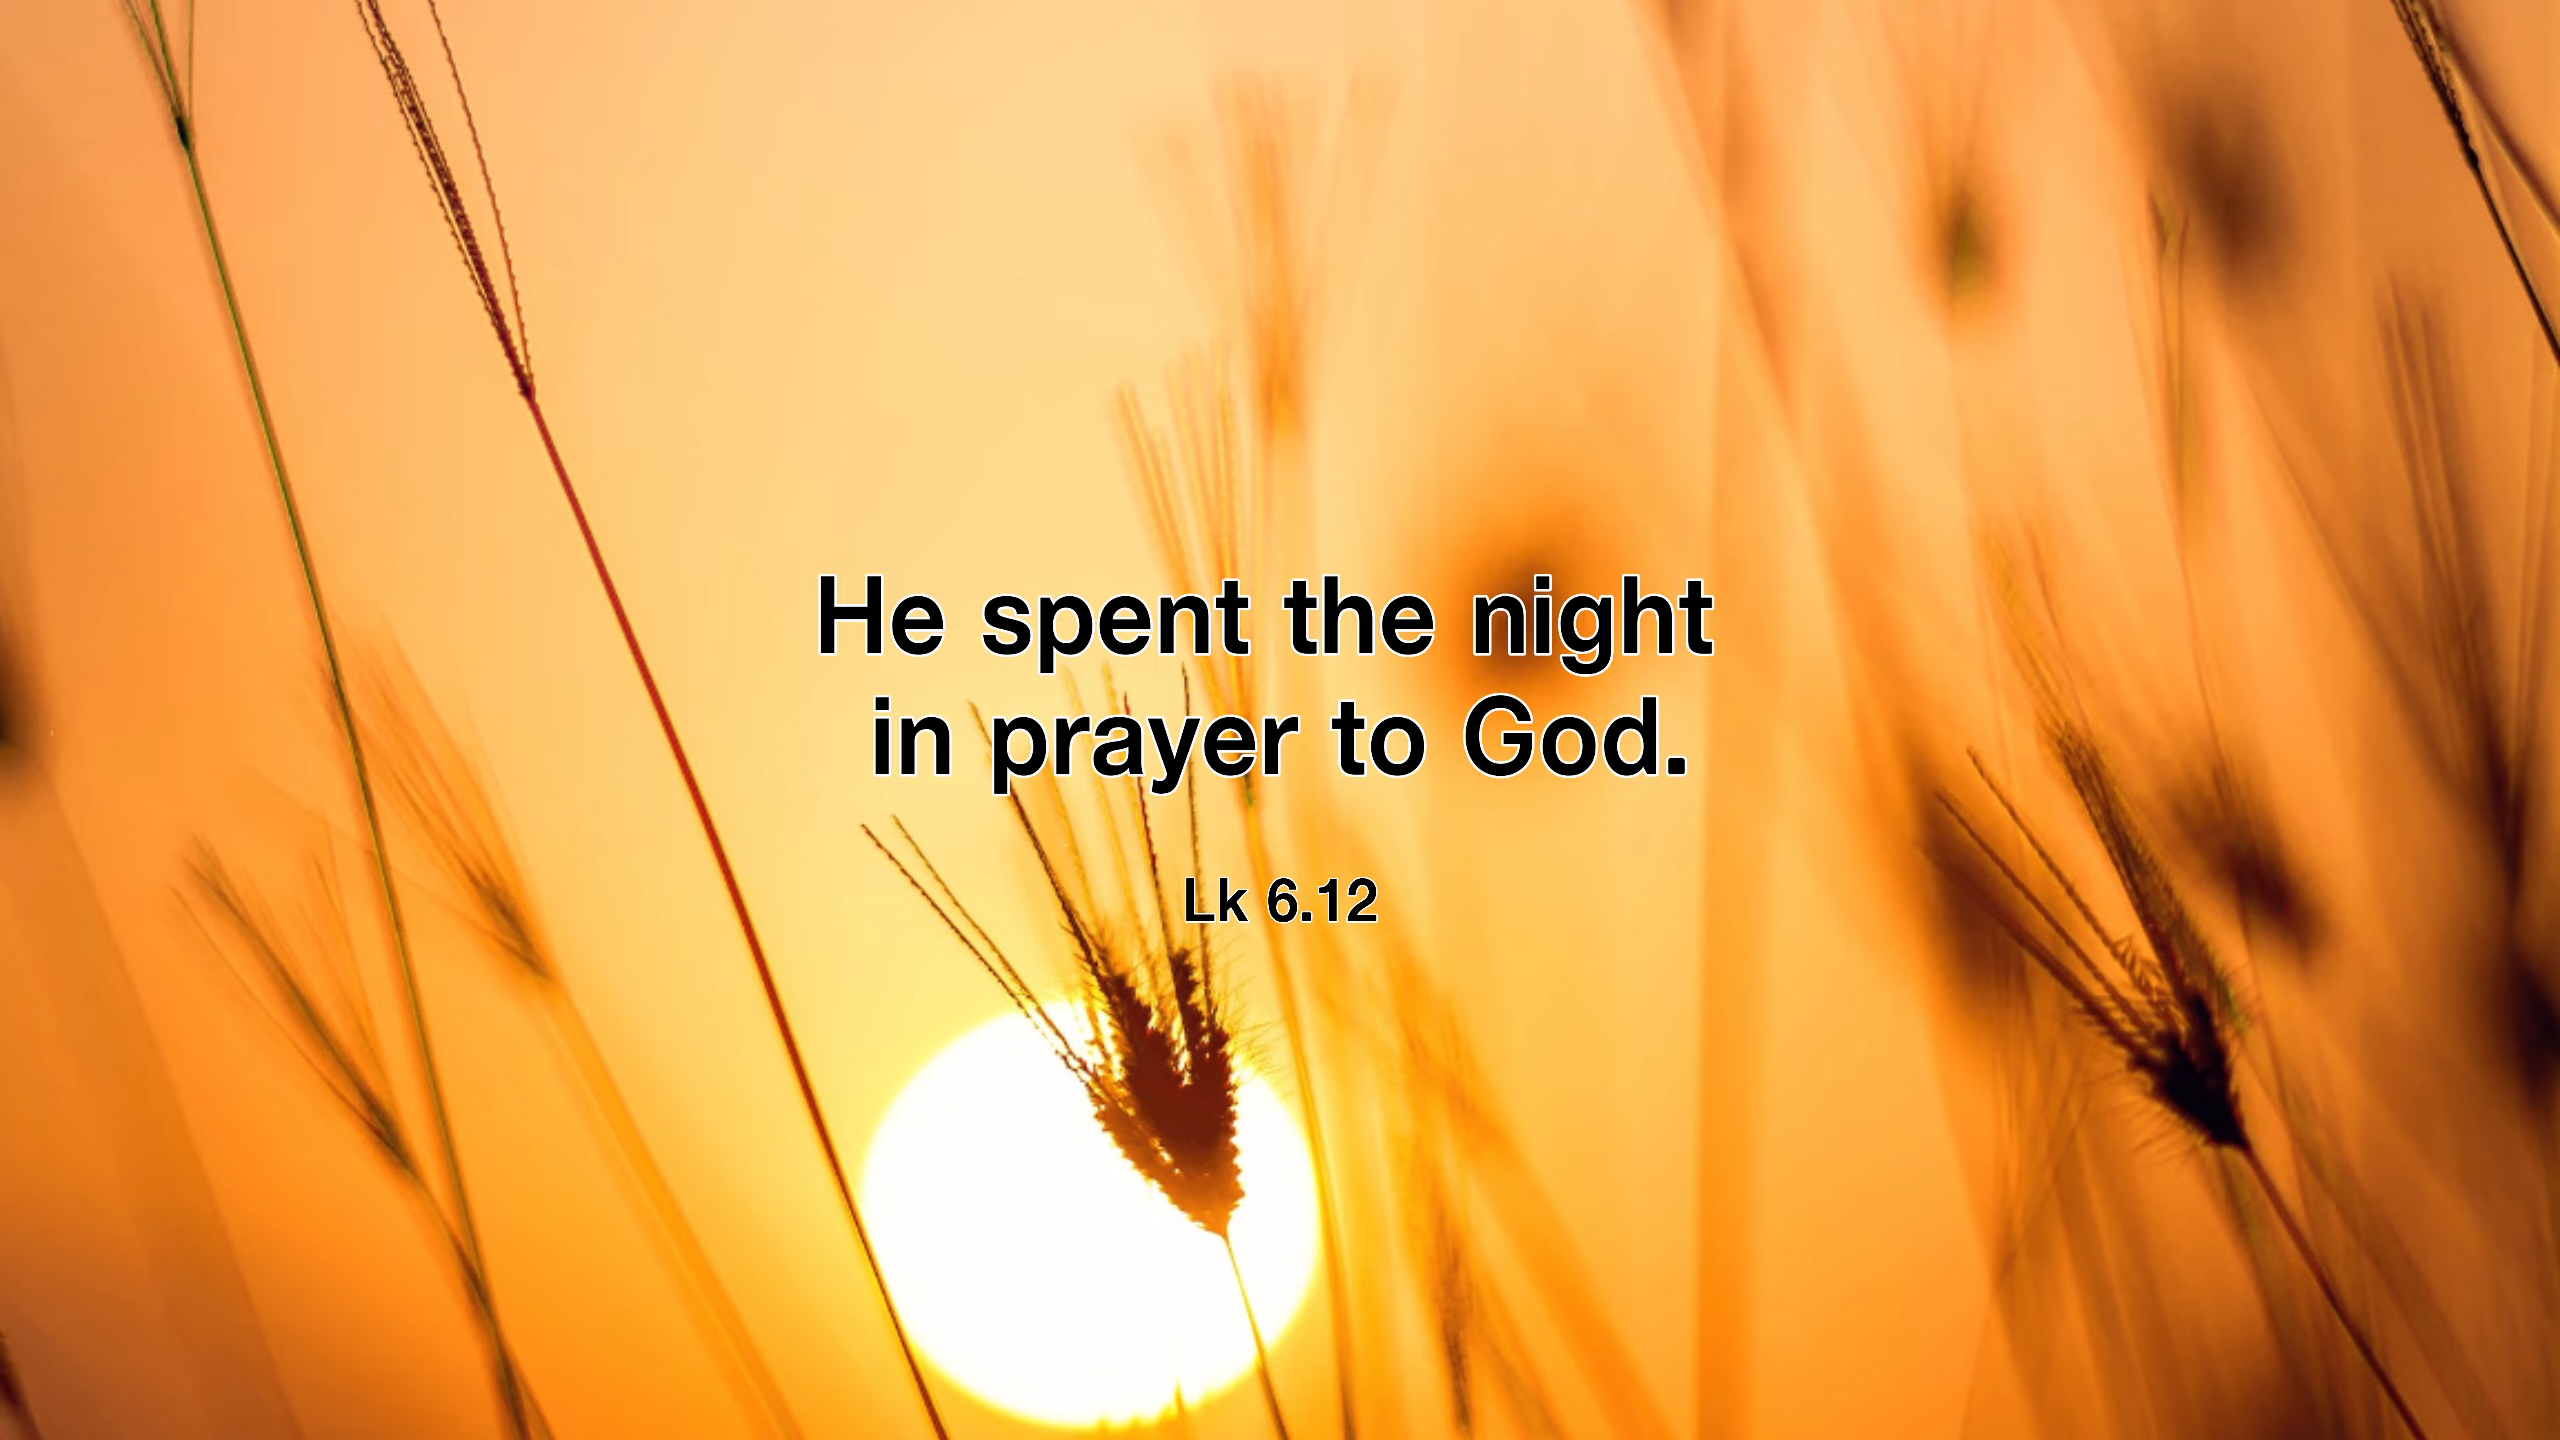 He spent the night
in prayer to God.
Lk 6.12